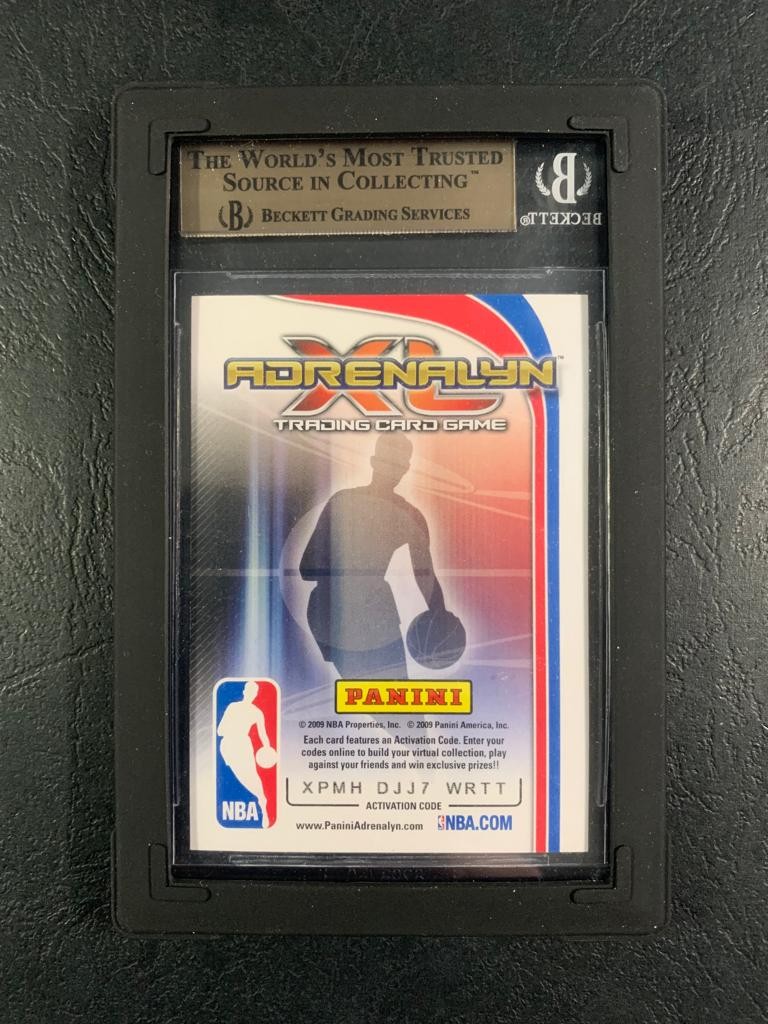 THE WORLD'S MOST TRUSTED
SOURCE IN COLLECTING™
B BECKETT GRADING SERVICES
B
BECKETT®
ADRENALYN™
XL
TRADING CARD GAME
PANINI
© 2009 NBA Properties, Inc. © 2009 Panini America, Inc.
Each card features an Activation Code. Enter your
codes online to build your virtual collection, play
against your friends and win exclusive prizes!!
XPMH DJJ7 WRTT
ACTIVATION CODE
NBA
www.PaniniAdrenalyn.com NBA.COM